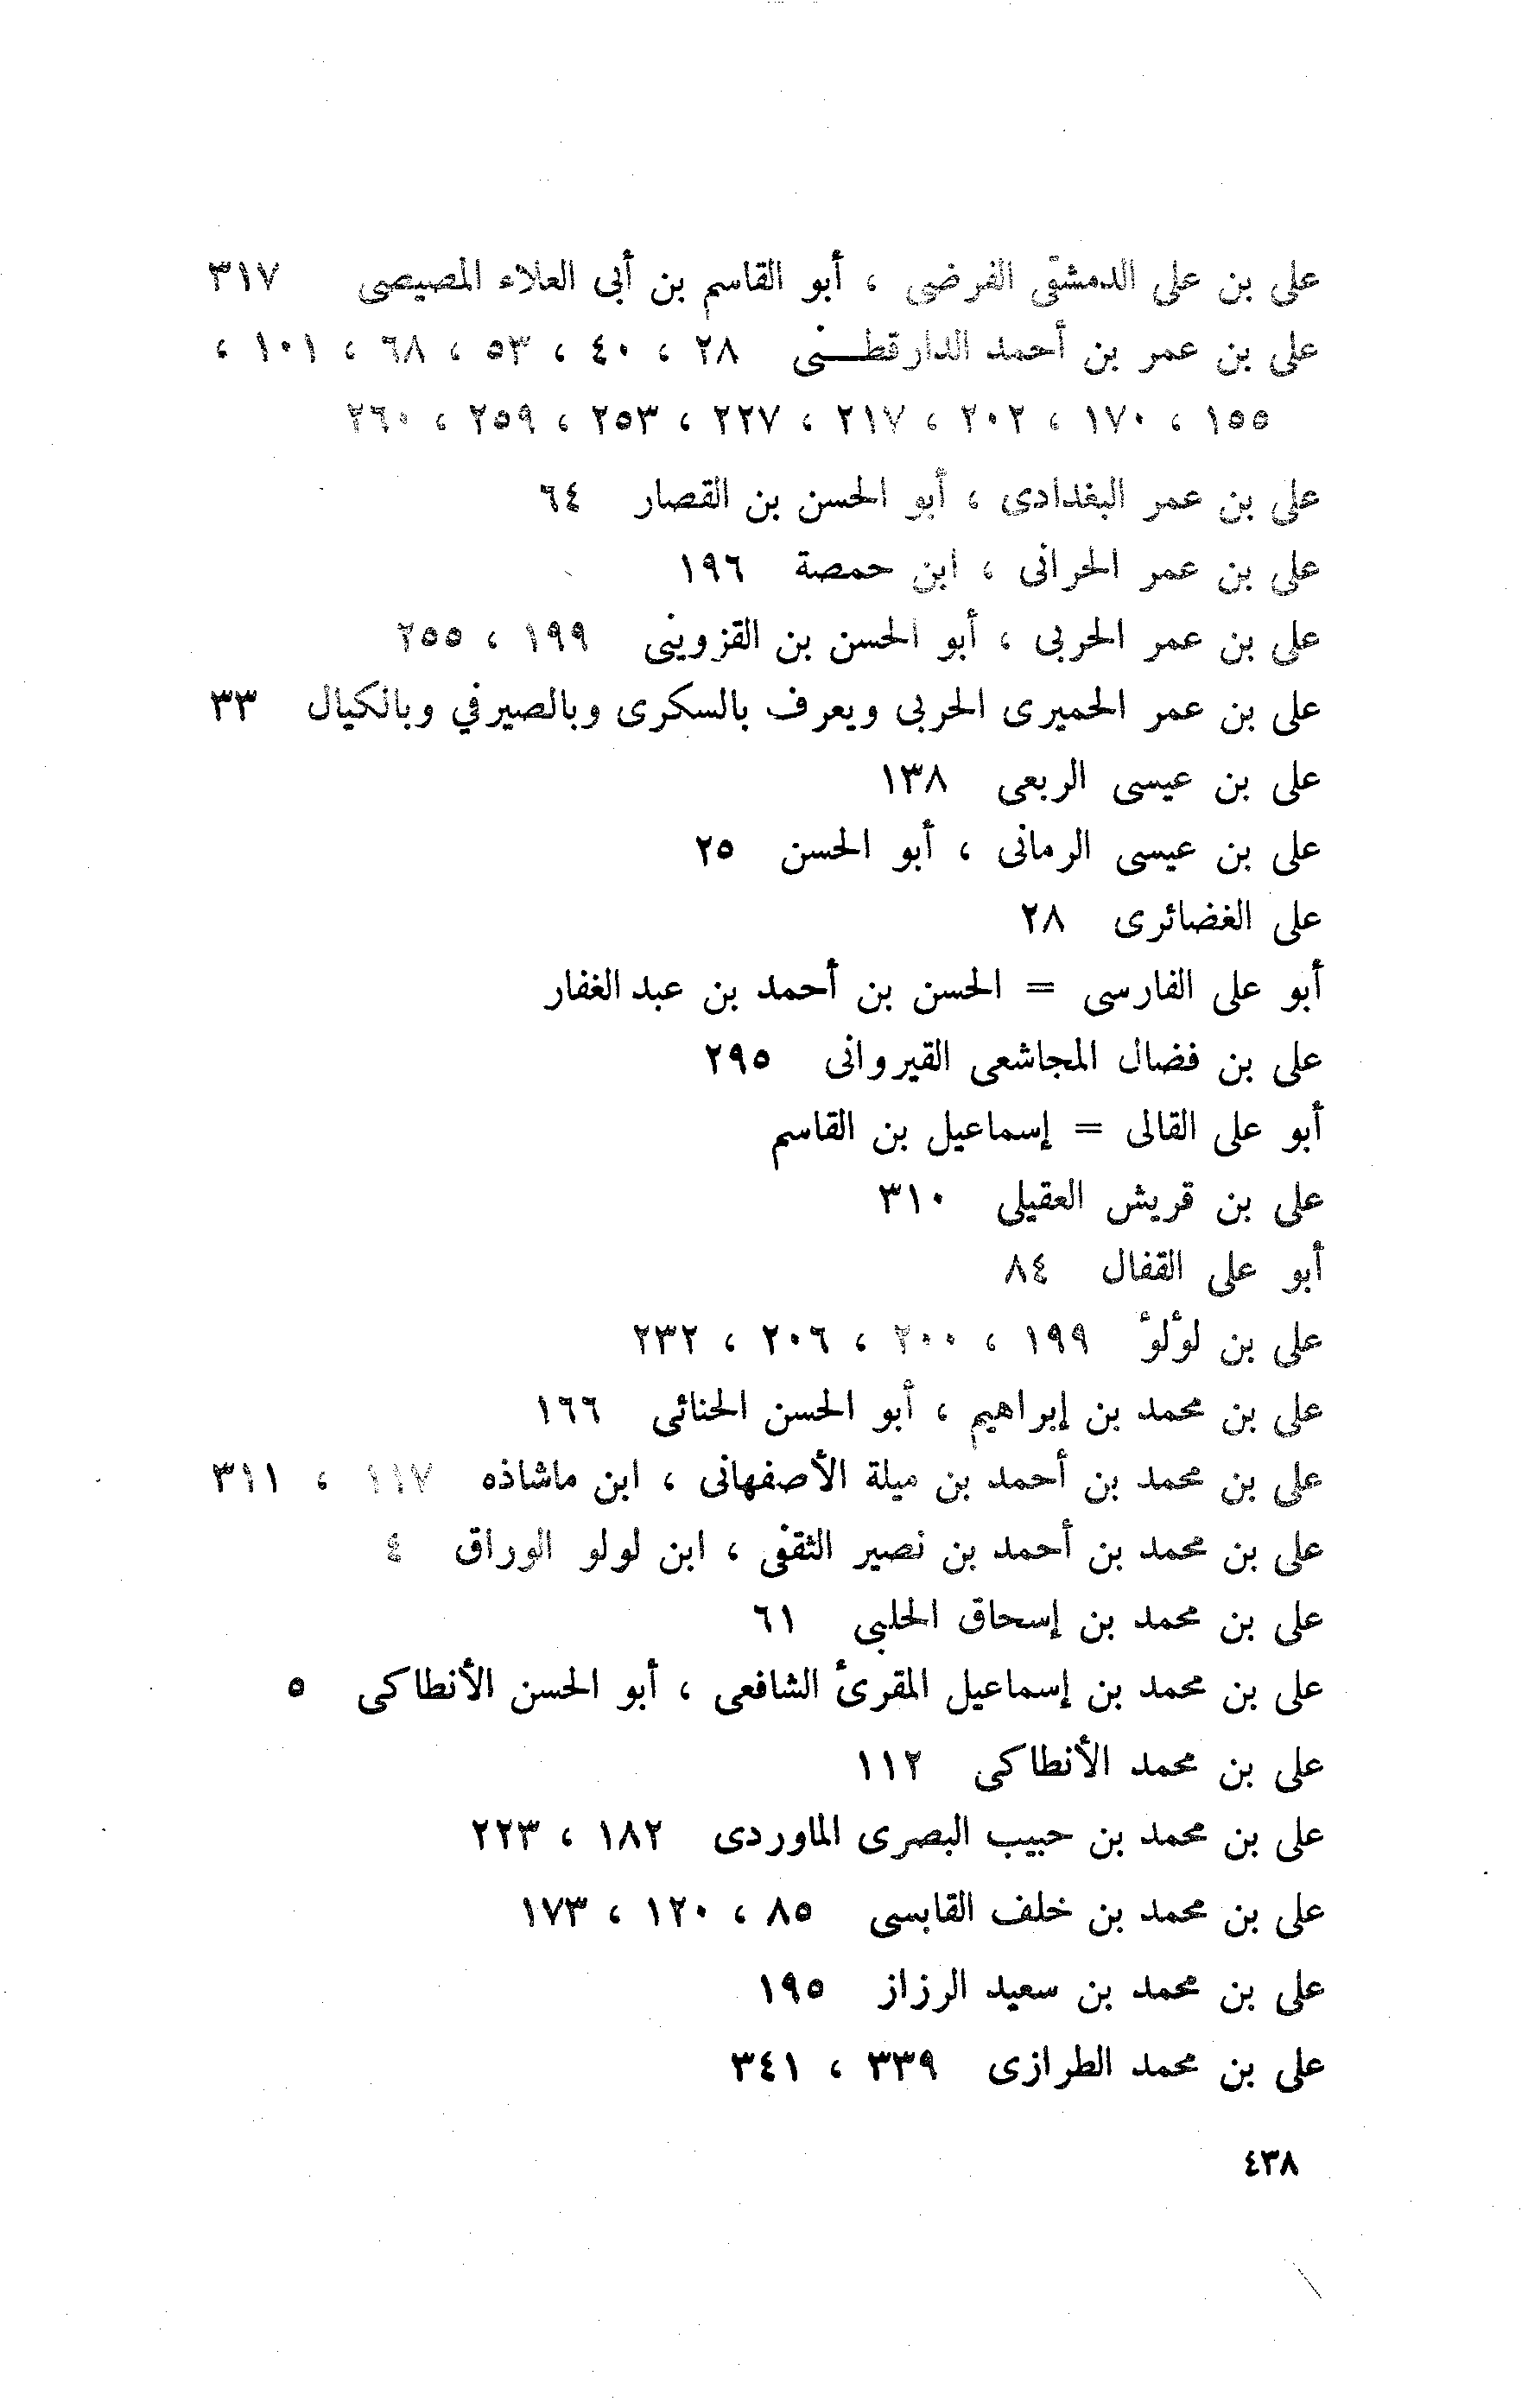 على بن على الدمشقى الفرضى ، أبو القاسم بن أبى العلاء المصيصى ٣١٧
على بن عمر بن أحمد الدارقطنى ٢٨ ، ٤٠ ، ٥٣ ، ٦٨ ، ١٠١ ،
١٥٥ ، ١٧٠ ، ٢٠٢ ، ٢١٧ ، ٢٢٧ ، ٢٥٣ ، ٢٥٩ ، ٢٦٠
على بن عمر البغدادى ، أبو الحسن بن القصار ٦٤
على بن عمر الحرانى ، ابن حمصة ١٩٦
على بن عمر الحربى ، أبو الحسن بن القزوينى ١٩٩ ، ٢٥٥
على بن عمر الحميرى الحربى ويعرف بالسكرى وبالصيرفي وبالكيال ٣٣
على بن عيسى الربعى ١٣٨
على بن عيسى الرمانى ، أبو الحسن ٢٥
على الغضائرى ٢٨
أبو على الفارسى = الحسن بن أحمد بن عبد الغفار
على بن فضال المجاشعى القيروانى ٢٩٥
أبو على القالى = إسماعيل بن القاسم
على بن قريش العقيلى ٣١٠
أبو على القفال ٨٤
على بن لؤلؤ ١٩٩ ، ٢٠٠ ، ٢٠٦ ، ٢٣٢
على بن محمد بن إبراهيم ، أبو الحسن الحنائى ١٦٦
على بن محمد بن أحمد بن ميلة الأصفهانى ، ابن ماشاذه ١١٧ ، ٣١١
على بن محمد بن أحمد بن نصير الثقفى ، ابن لولو الوراق ٤
على بن محمد بن إسحاق الحلبى ٦١
على بن محمد بن إسماعيل المقرئ الشافعى ، أبو الحسن الأنطاكى ٥
على بن محمد الأنطاكى ١١٢
على بن محمد بن حبيب البصرى الماوردى ١٨٢ ، ٢٢٣
على بن محمد بن خلف القابسى ٨٥ ، ١٢٠ ، ١٧٣
على بن محمد بن سعيد الرزاز ١٩٥
على بن محمد الطرازى ٣٣٩ ، ٣٤١
٤٣٨